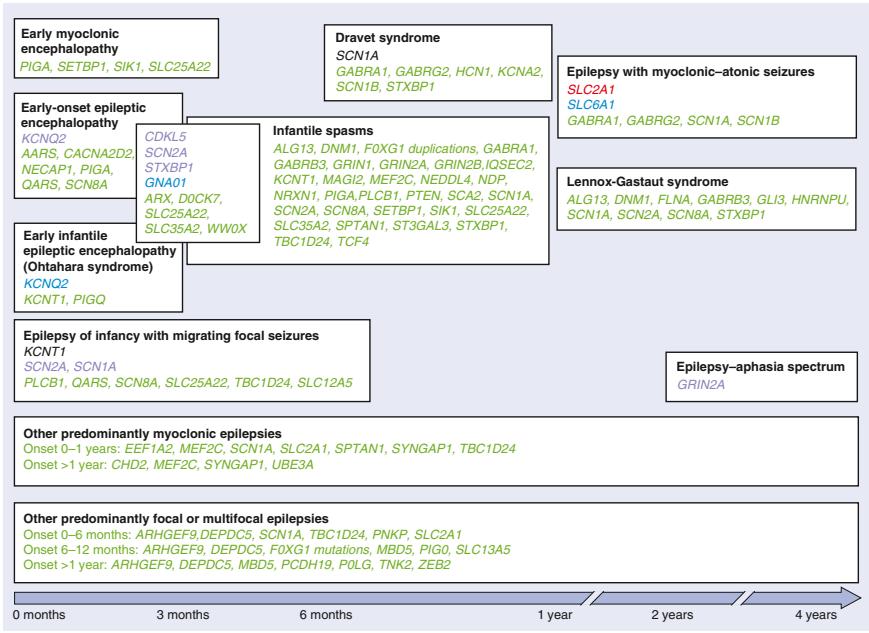 Early myoclonic
encephalopathy
PIGA, SETBP1, SIK1, SLC25A22
Early-onset epileptic
encephalopathy
KCNQ2
AARS, CACNA2D2,
NECAP1, PIGA,
QARS, SCN8A
CDKL5
SCN2A
STXBP1
GNA01
ARX, D0CK7,
SLC25A22,
SLC35A2, WW0X
Early infantile
epileptic encephalopathy
(Ohtahara syndrome)
KCNQ2
KCNT1, PIGQ
Dravet syndrome
SCN1A
GABRA1, GABRG2, HCN1, KCNA2,
SCN1B, STXBP1
Infantile spasms
ALG13, DNM1, F0XG1 duplications, GABRA1,
GABRB3, GRIN1, GRIN2A, GRIN2B,IQSEC2,
KCNT1, MAGI2, MEF2C, NEDDL4, NDP,
NRXN1, PIGA,PLCB1, PTEN, SCA2, SCN1A,
SCN2A, SCN8A, SETBP1, SIK1, SLC25A22,
SLC35A2, SPTAN1, ST3GAL3, STXBP1,
TBC1D24, TCF4
Epilepsy with myoclonic–atonic seizures
SLC2A1
SLC6A1
GABRA1, GABRG2, SCN1A, SCN1B
Lennox-Gastaut syndrome
ALG13, DNM1, FLNA, GABRB3, GLI3, HNRNPU,
SCN1A, SCN2A, SCN8A, STXBP1
Epilepsy of infancy with migrating focal seizures
KCNT1
SCN2A, SCN1A
PLCB1, QARS, SCN8A, SLC25A22, TBC1D24, SLC12A5
Epilepsy–aphasia spectrum
GRIN2A
Other predominantly myoclonic epilepsies
Onset 0–1 years: EEF1A2, MEF2C, SCN1A, SLC2A1, SPTAN1, SYNGAP1, TBC1D24
Onset >1 year: CHD2, MEF2C, SYNGAP1, UBE3A
Other predominantly focal or multifocal epilepsies
Onset 0–6 months: ARHGEF9,DEPDC5, SCN1A, TBC1D24, PNKP, SLC2A1
Onset 6–12 months: ARHGEF9, DEPDC5, F0XG1 mutations, MBD5, PIG0, SLC13A5
Onset >1 year: ARHGEF9, DEPDC5, MBD5, PCDH19, P0LG, TNK2, ZEB2
0 months 3 months 6 months 1 year 2 years 4 years